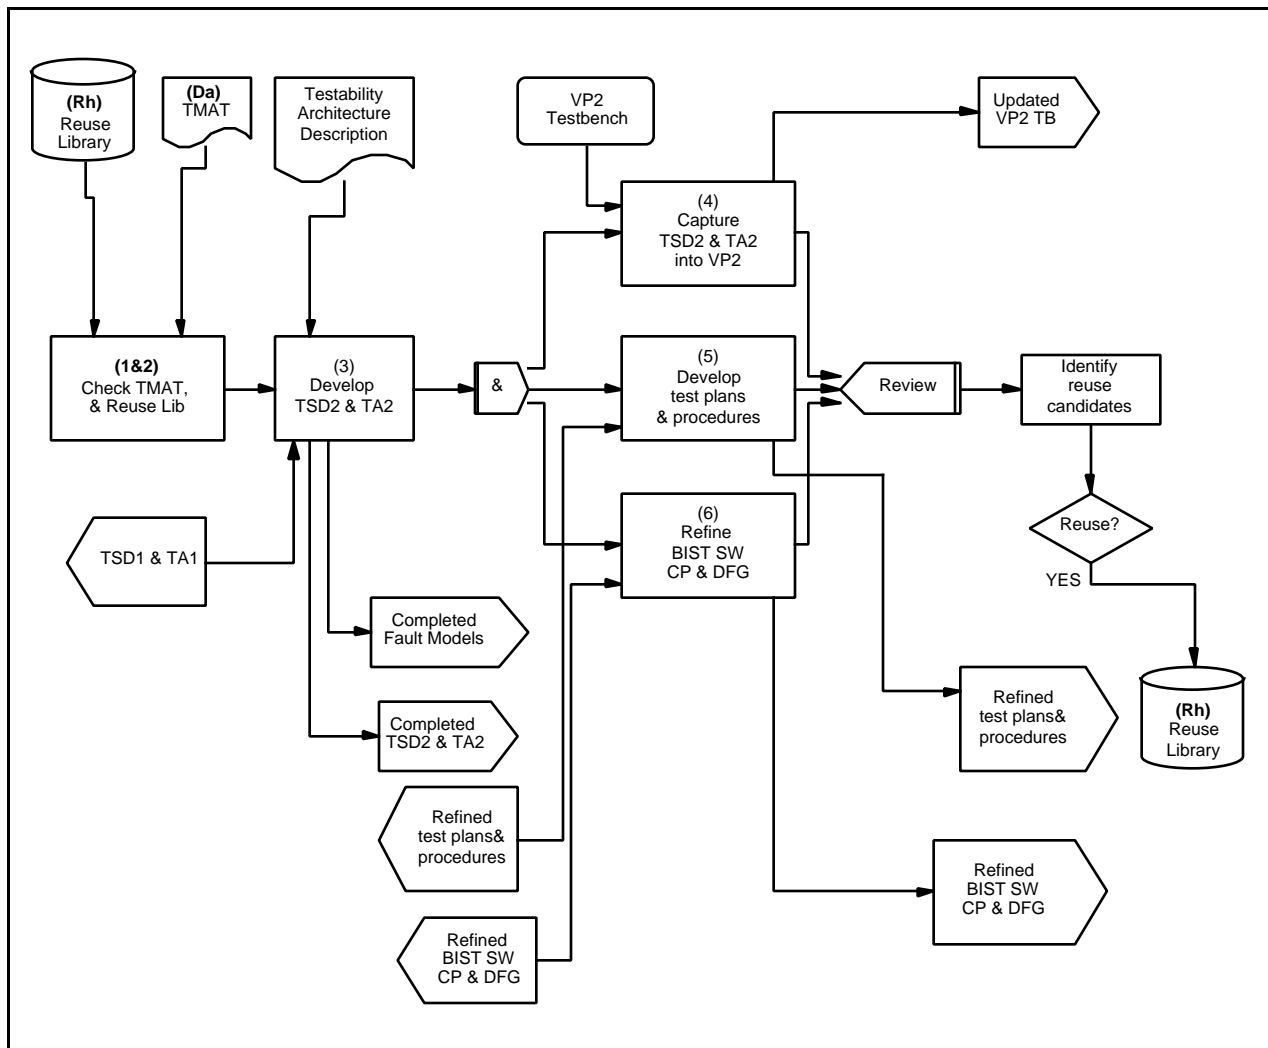 (Rh)
Reuse
Library
(Da)
TMAT
Testability
Architecture
Description
VP2
Testbench
Updated
VP2 TB
(4)
Capture
TSD2 & TA2
into VP2
(1&2)
Check TMAT,
& Reuse Lib
(3)
Develop
TSD2 & TA2
&
(5)
Develop
test plans
& procedures
Review
Identify
reuse
candidates
TSD1 & TA1
(6)
Refine
BIST SW
CP & DFG
Reuse?
YES
Completed
Fault Models
Completed
TSD2 & TA2
Refined
test plans&
procedures
(Rh)
Reuse
Library
Refined
test plans&
procedures
Refined
BIST SW
CP & DFG
Refined
BIST SW
CP & DFG